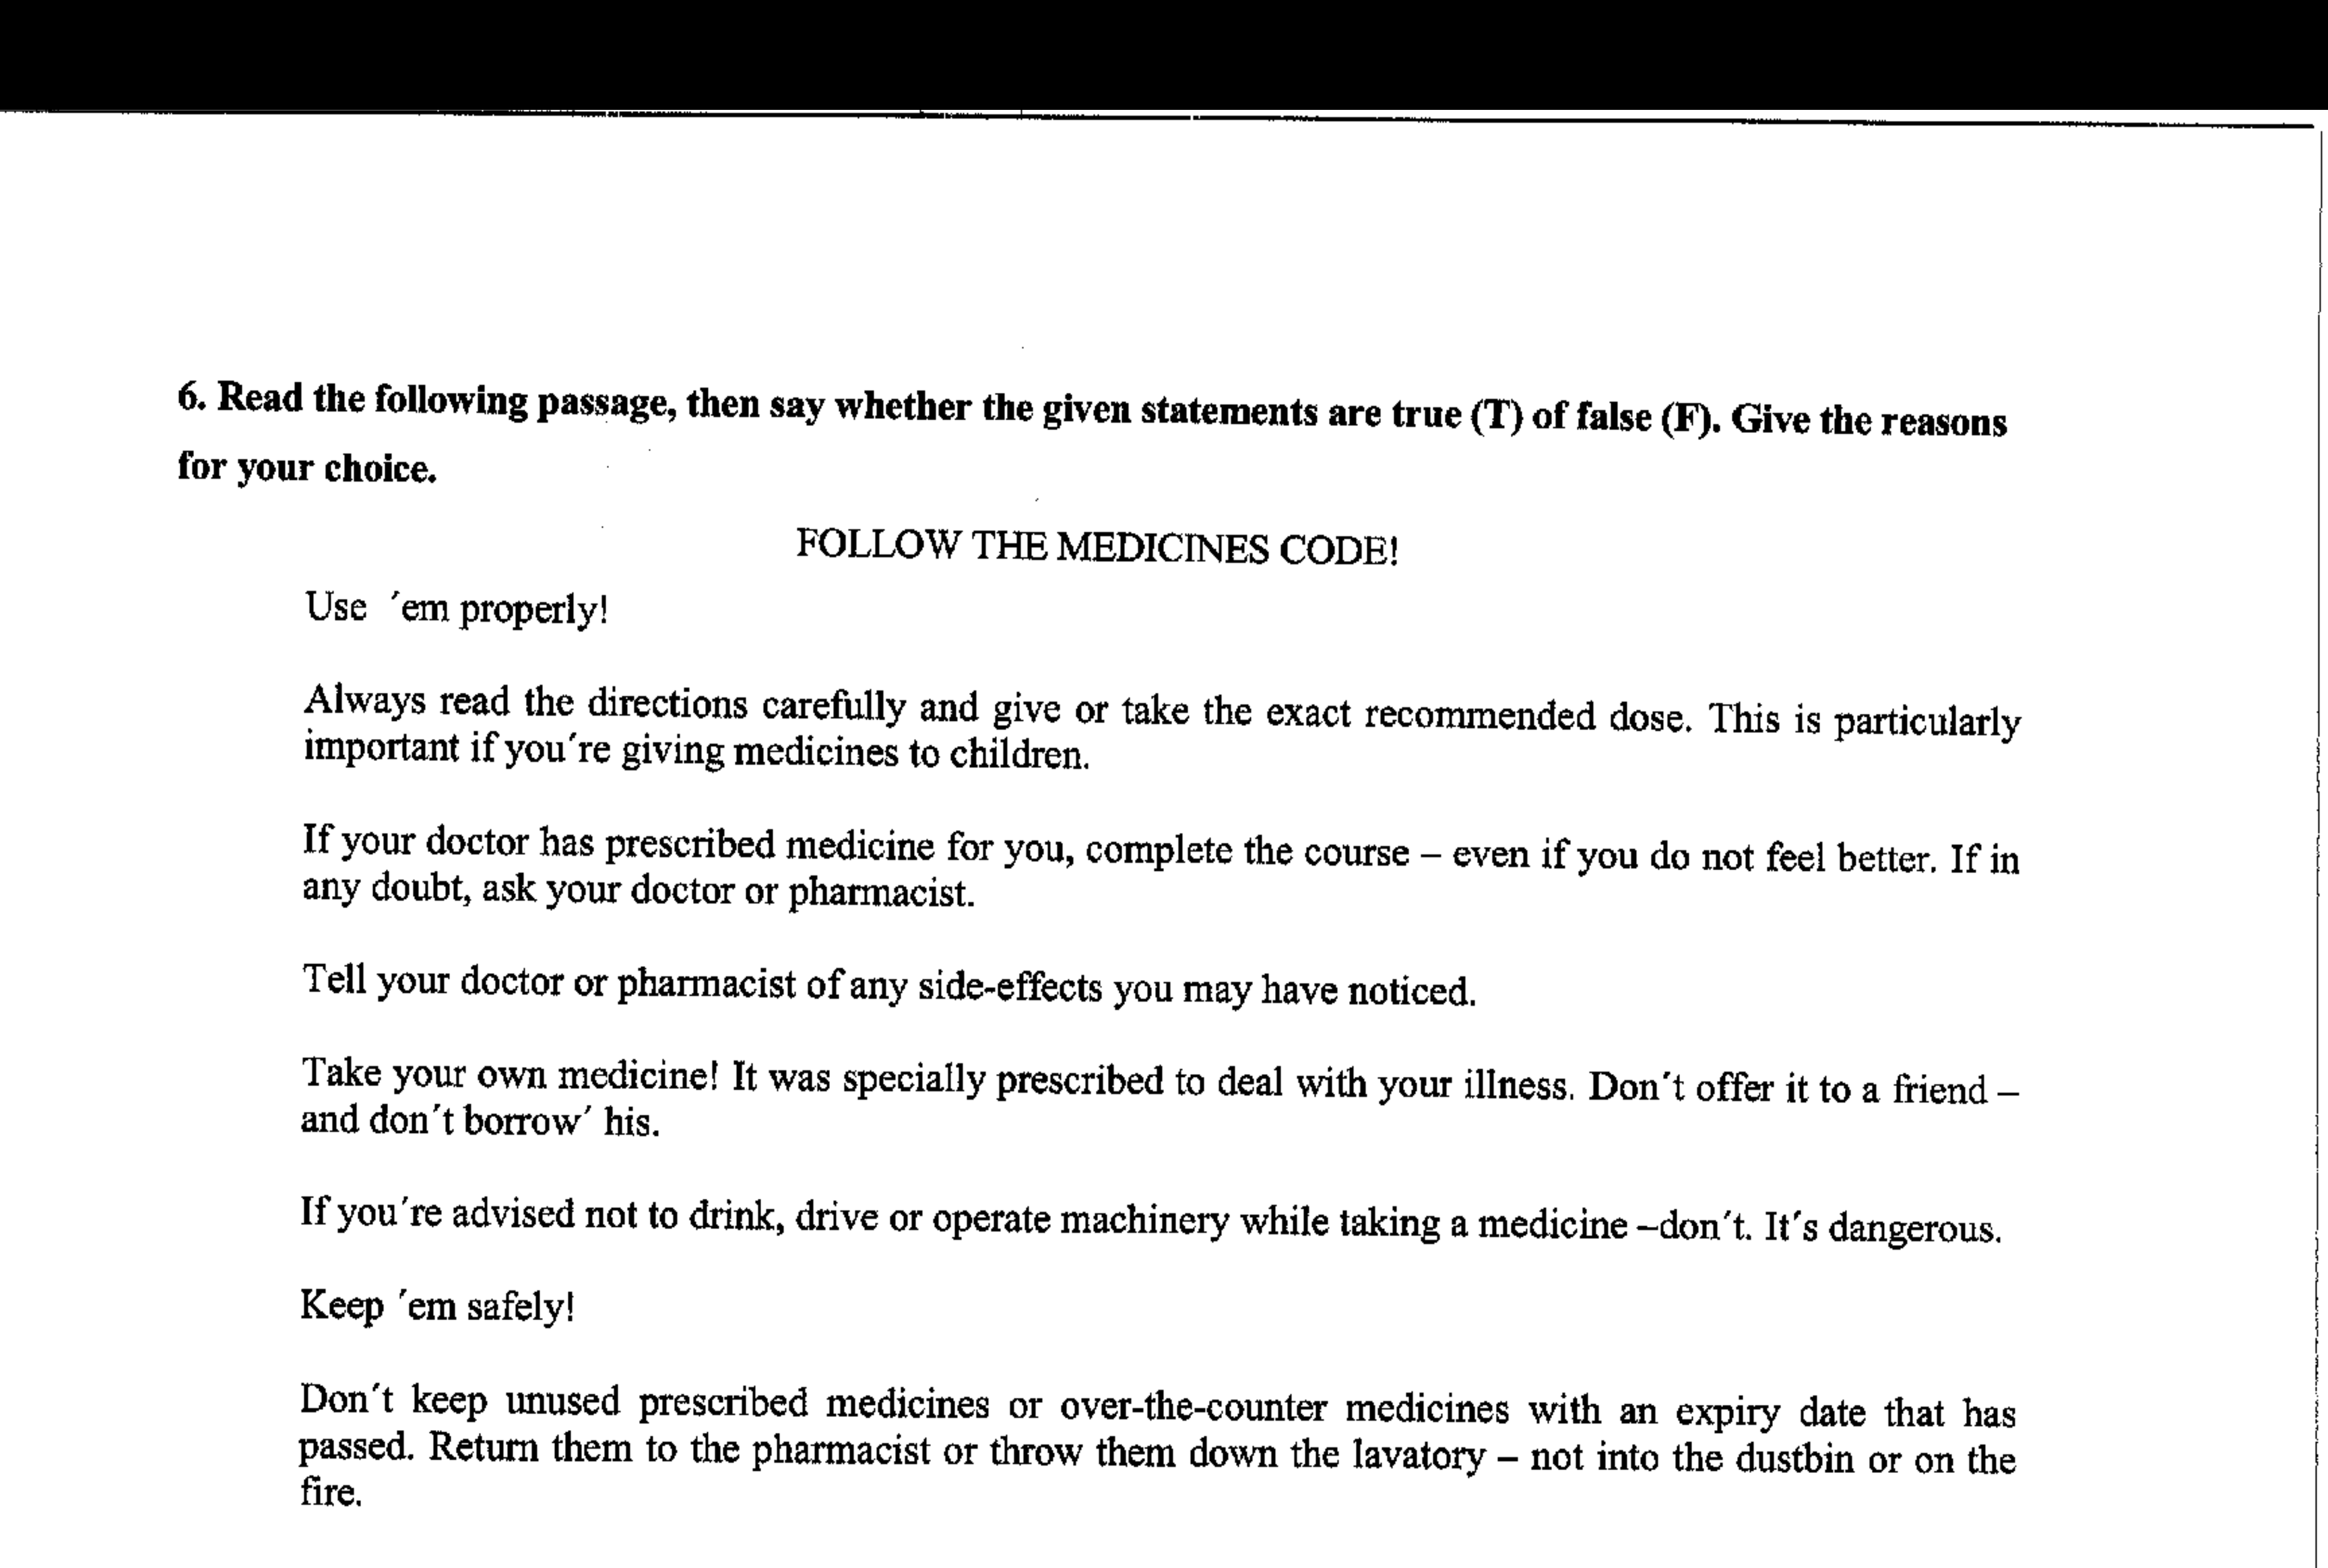 6. Read the following passage, then say whether the given statements are true (T) of false (F). Give the reasons
for your choice.
FOLLOW THE MEDICINES CODE!
Use ´em properly!
Always read the directions carefully and give or take the exact recommended dose. This is particularly
important if you´re giving medicines to children.
If your doctor has prescribed medicine for you, complete the course – even if you do not feel better. If in
any doubt, ask your doctor or pharmacist.
Tell your doctor or pharmacist of any side-effects you may have noticed.
Take your own medicine! It was specially prescribed to deal with your illness. Don´t offer it to a friend –
and don´t borrow´ his.
If you´re advised not to drink, drive or operate machinery while taking a medicine –don´t. It´s dangerous.
Keep ´em safely!
Don´t keep unused prescribed medicines or over-the-counter medicines with an expiry date that has
passed. Return them to the pharmacist or throw them down the lavatory – not into the dustbin or on the
fire.